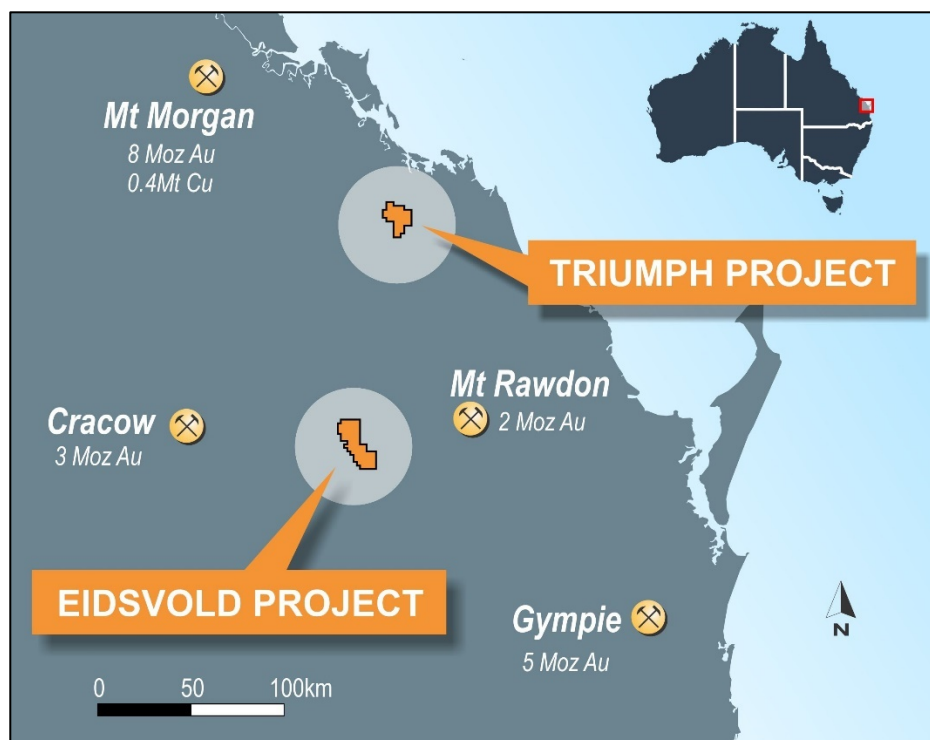 Mt Morgan
8 Moz Au
0.4Mt Cu
TRIUMPH PROJECT
Mt Rawdon
2 Moz Au
Cracow
3 Moz Au
EIDSVOLD PROJECT
Gympie
5 Moz Au
N
0 50 100km